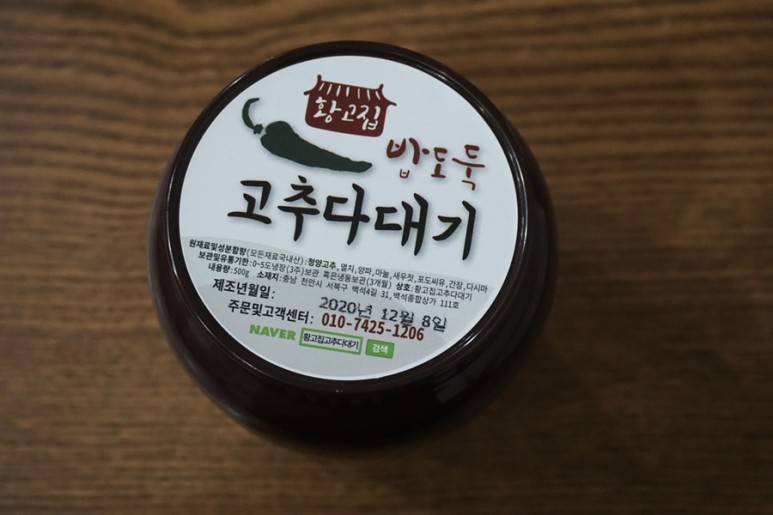 황고집
밥도둑
고추다대기
원재료및성분함량(모든재료국내산):청양고추,멸치,양파,마늘,새우젓,포도씨유,간장,다시마
보관및유통기한:0~5도냉장(3주)보관 혹은냉동보관(3개월) 상호:황고집고추다대기
내용량:500g 소재지:충남 천안시 서북구 백석4길 31,백석종합상가 111호
제조년월일: 2020년 12월 8일
주문및고객센터: 010-7425-1206
NAVER 황고집고추다대기 검색